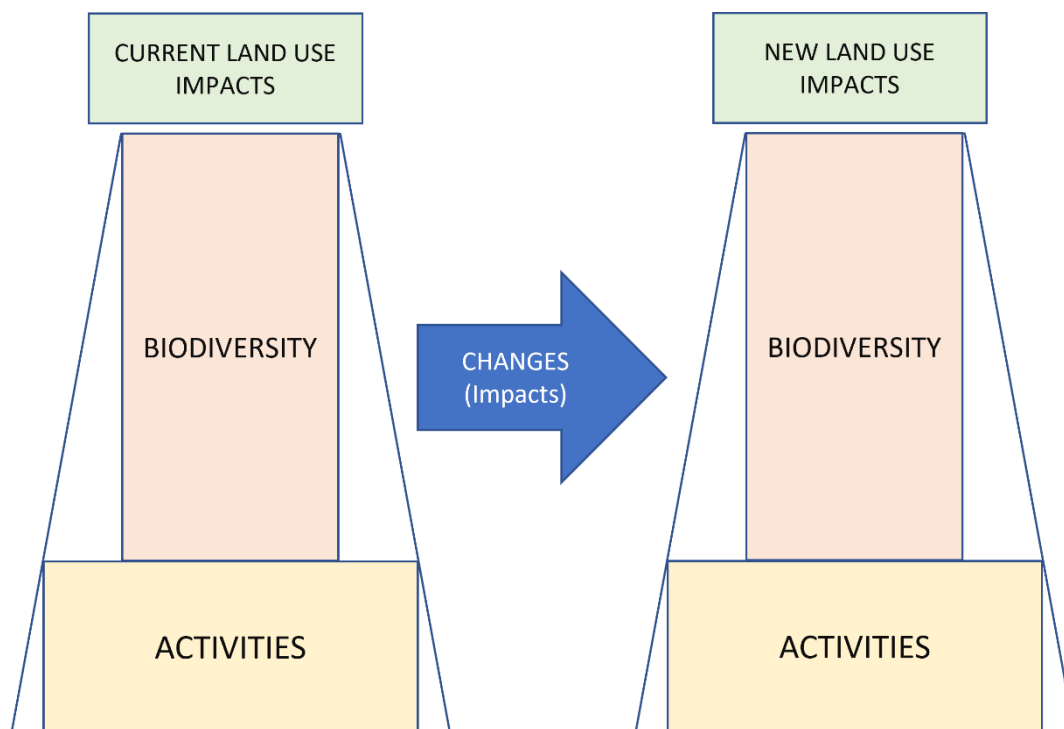 CURRENT LAND USE
IMPACTS
BIODIVERSITY
ACTIVITIES
CHANGES
(Impacts)
NEW LAND USE
IMPACTS
BIODIVERSITY
ACTIVITIES